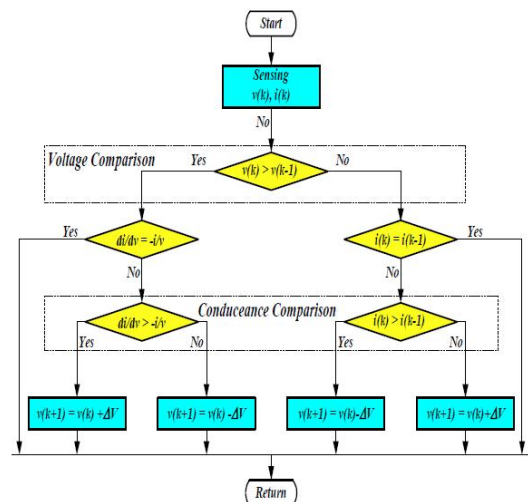 Start
Sensing
v(k), i(k)
No
Voltage Comparison
Yes
v(k) > v(k-1)
No
Yes
di/dv = -i/v
i(k) = i(k-1)
Yes
No
No
Conduceance Comparison
di/dv > -i/v
i(k) > i(k-1)
Yes
No
Yes
No
v(k+1) = v(k) +ΔV
v(k+1) = v(k) -ΔV
v(k+1) = v(k)-ΔV
v(k+1) = v(k)+ΔV
Return